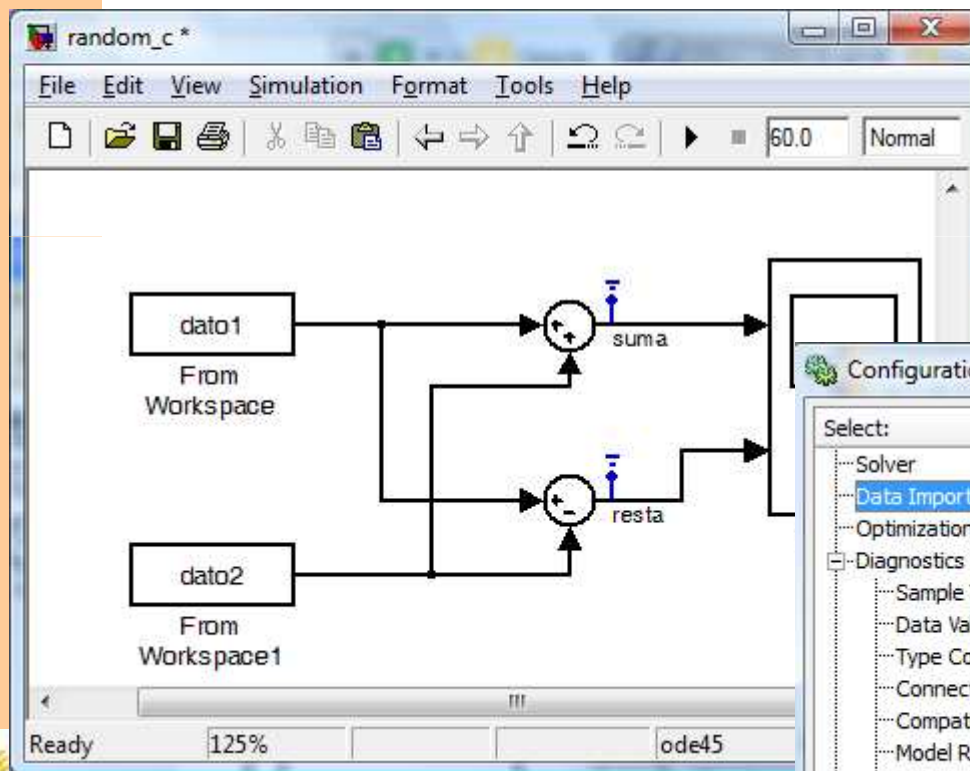 random_c *
File Edit View Simulation Format Tools Help
60.0 Normal
dato1
From
Workspace
suma
resta
dato2
From
Workspace1
Ready 125% ode45
Select:
Solver
Diagnostics